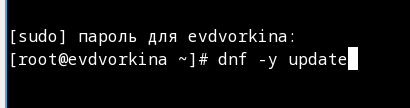 [sudo] пароль для evdvorkina:
[root@evdvorkina ~]# dnf -y update